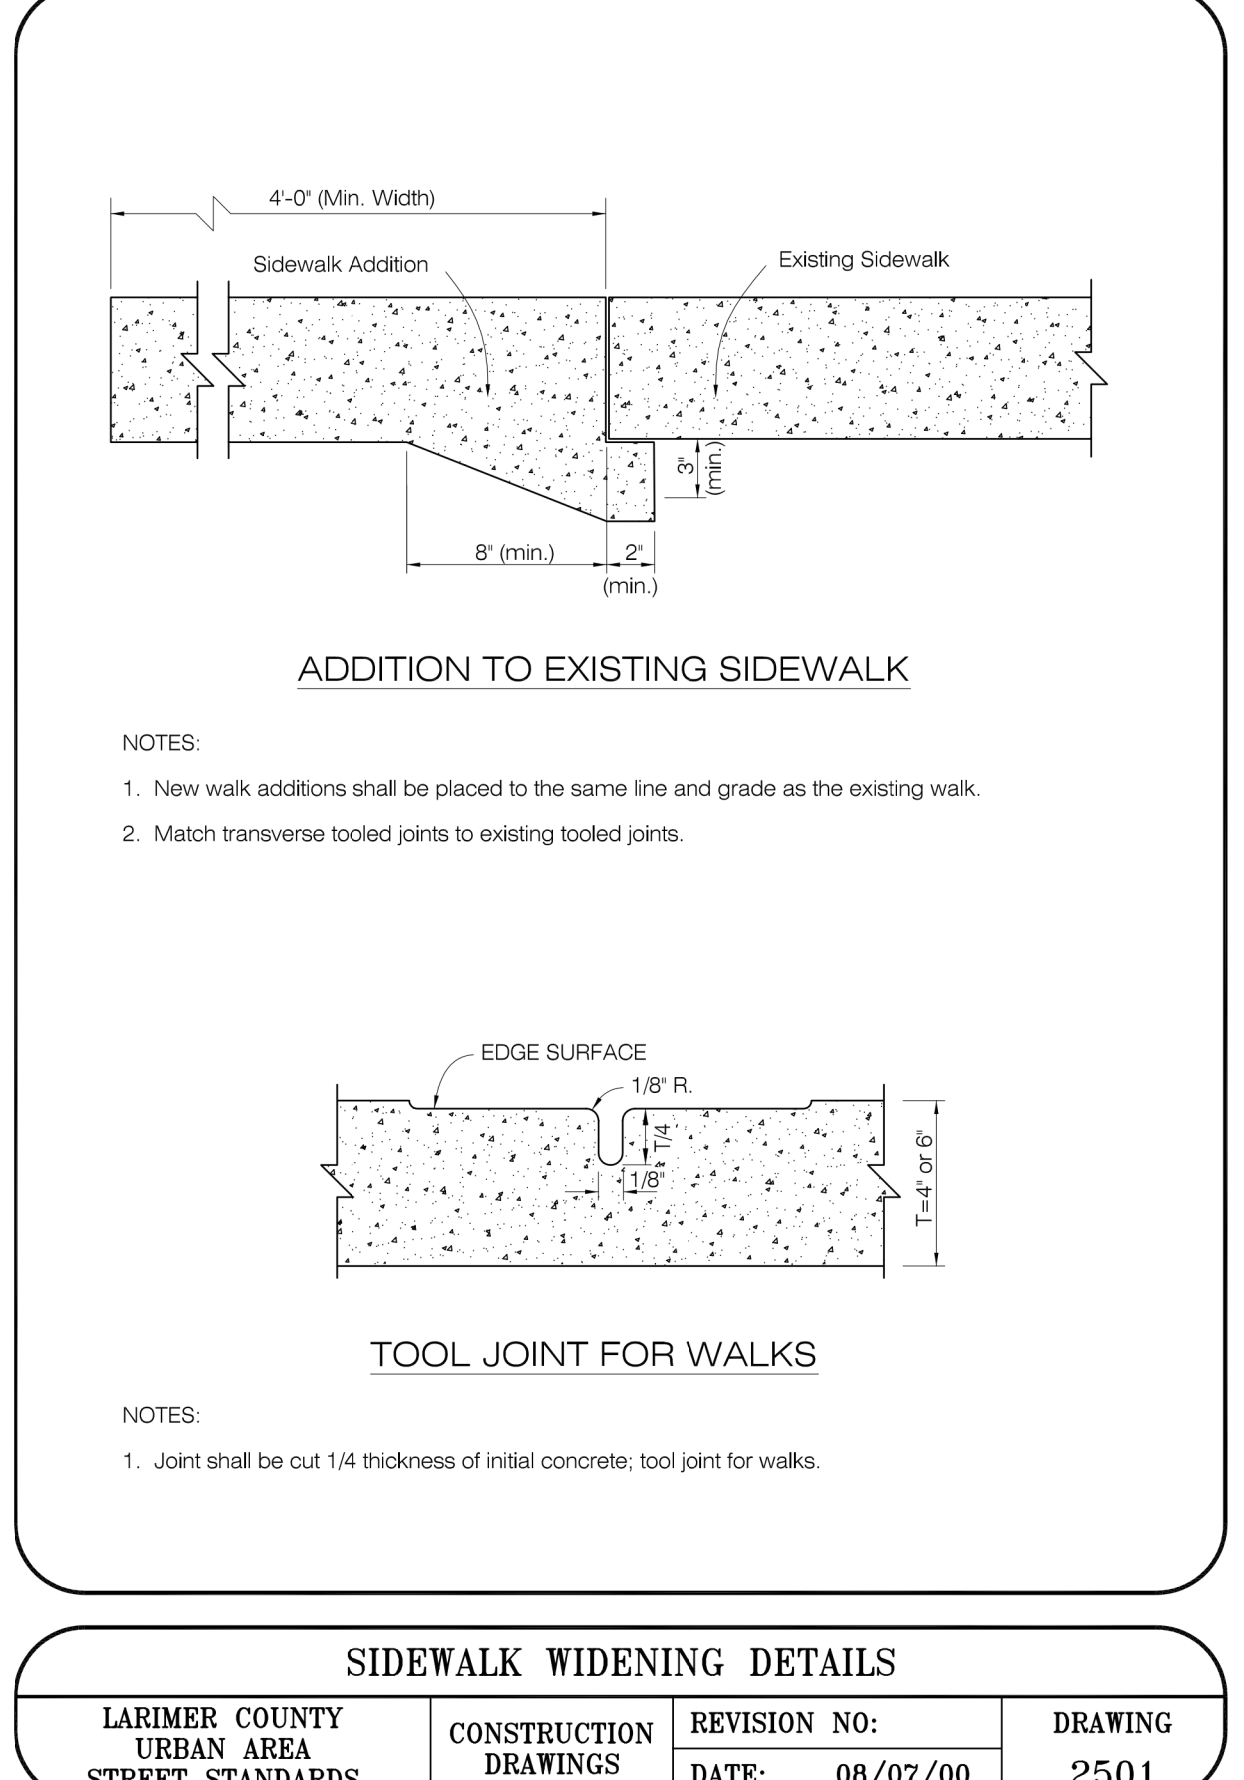 4'-0" (Min. Width)
Sidewalk Addition
Existing Sidewalk
3"
(min.)
8" (min.)
2"
(min.)
ADDITION TO EXISTING SIDEWALK
NOTES:
1. New walk additions shall be placed to the same line and grade as the existing walk.
2. Match transverse tooled joints to existing tooled joints.
EDGE SURFACE
1/8" R.
T/4
1/8"
T=4" or 6"
TOOL JOINT FOR WALKS
NOTES:
1. Joint shall be cut 1/4 thickness of initial concrete; tool joint for walks.
SIDEWALK WIDENING DETAILS
LARIMER COUNTY
URBAN AREA
STREET STANDARDS
CONSTRUCTION
DRAWINGS
REVISION NO:
DATE: 08/07/00
DRAWING
2501